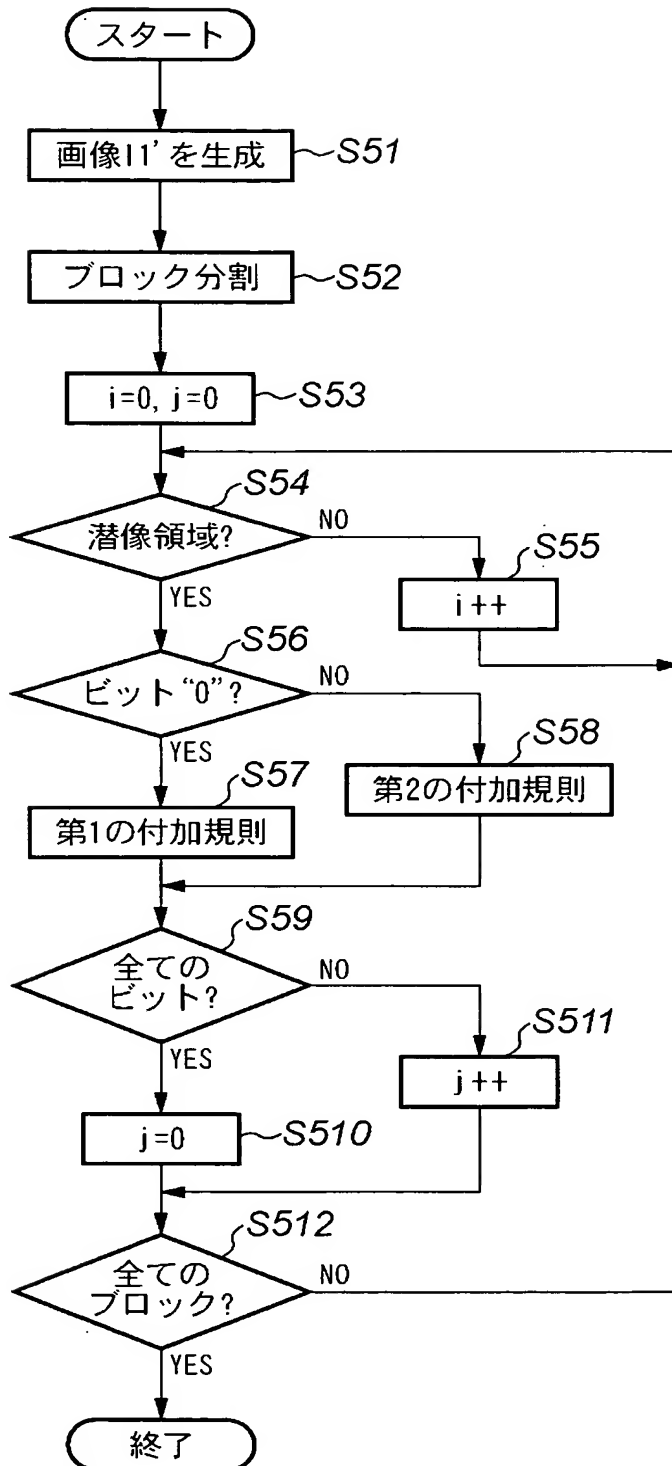 スタート
画像I1'を生成
S51
ブロック分割
S52
i=0, j=0
S53
S54
潜像領域?
NO
S55
i++
YES
S56
ビット“0”?
NO
S58
YES
S57
第2の付加規則
第1の付加規則
S59
全ての
ビット?
NO
S511
YES
j++
j=0
S510
S512
全ての
ブロック?
NO
YES
終了